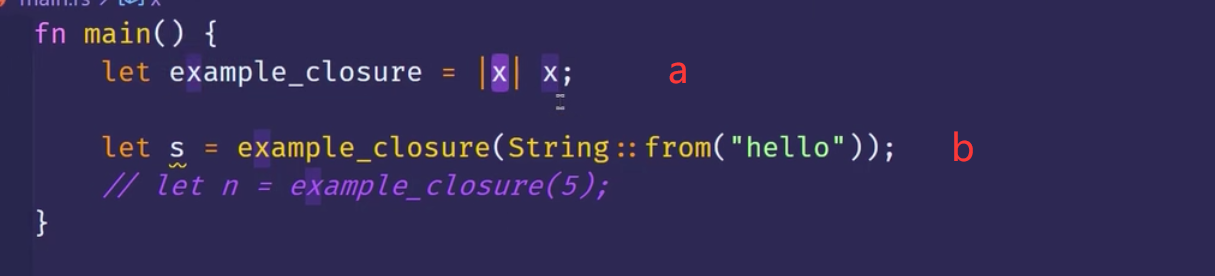 main.rs > x
fn main() {
let example_closure = |x| x; a
let s = example_closure(String::from("hello")); b
// let n = example_closure(5);
}